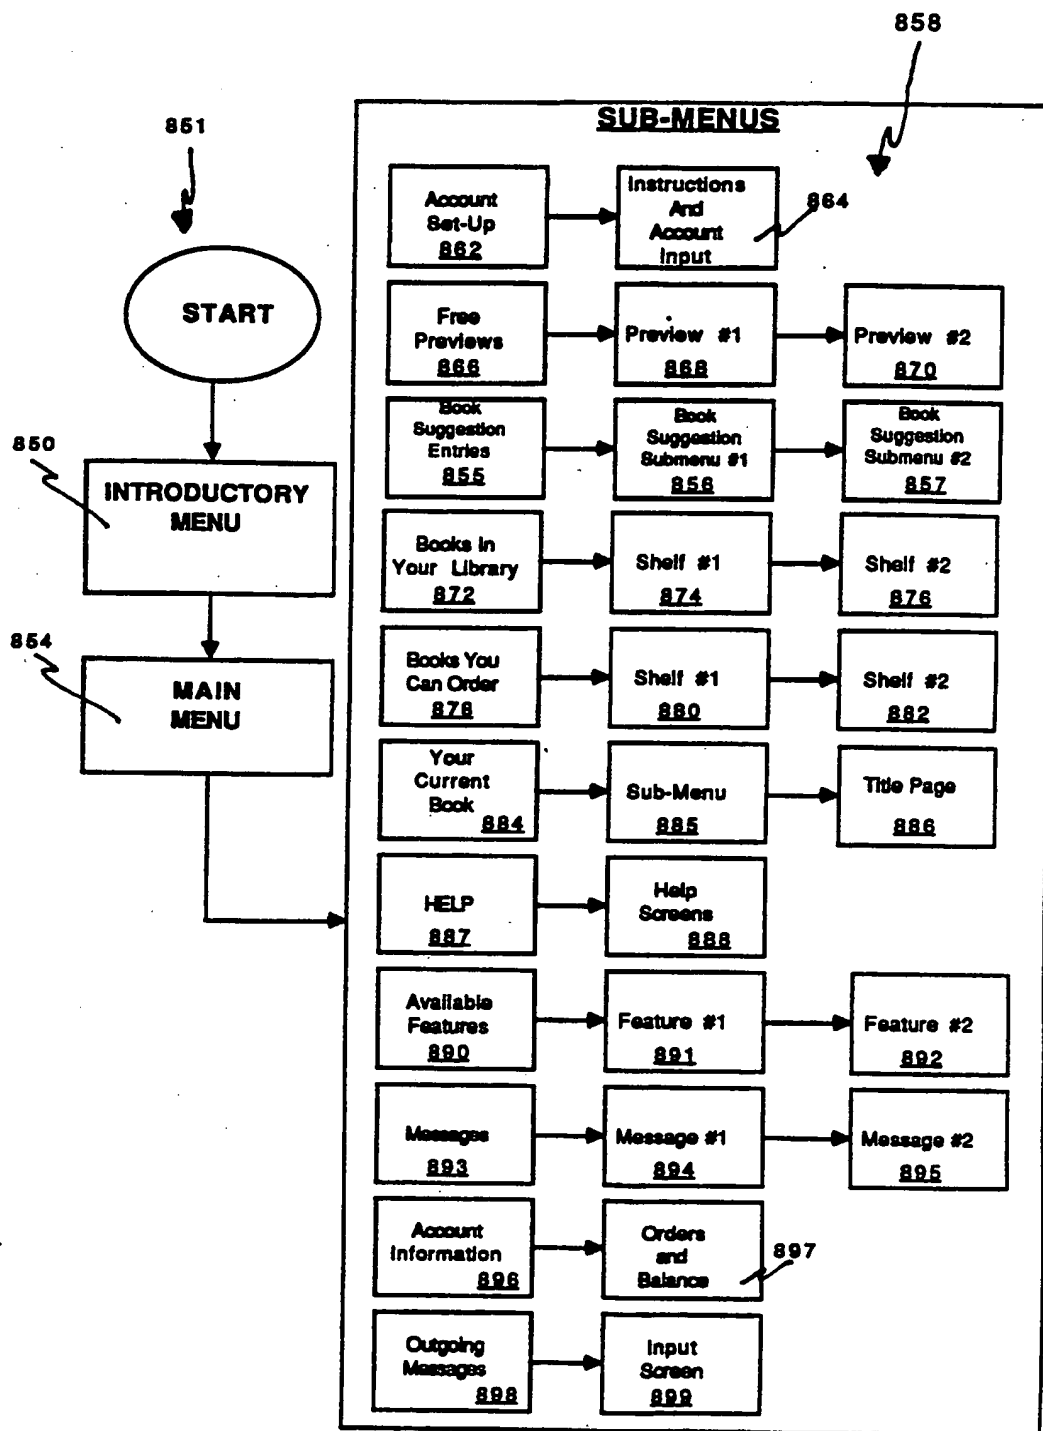 858
SUB-MENUS
851
Account
Set-Up
862
Instructions
And
Account
Input
864
START
Free
Previews
866
Preview #1
868
Preview #2
870
Book
Suggestion
Entries
855
Book
Suggestion
Submenu #1
856
Book
Suggestion
Submenu #2
857
850
INTRODUCTORY
MENU
Books In
Your Library
872
Shelf #1
874
Shelf #2
876
854
MAIN
MENU
Books You
Can Order
878
Shelf #1
880
Shelf #2
882
Your
Current
Book
884
Sub-Menu
885
Title Page
886
HELP
887
Help
Screens
888
Available
Features
890
Feature #1
891
Feature #2
892
Messages
893
Message #1
894
Message #2
895
Account
Information
896
Orders
and
Balance
897
Outgoing
Messages
898
Input
Screen
899